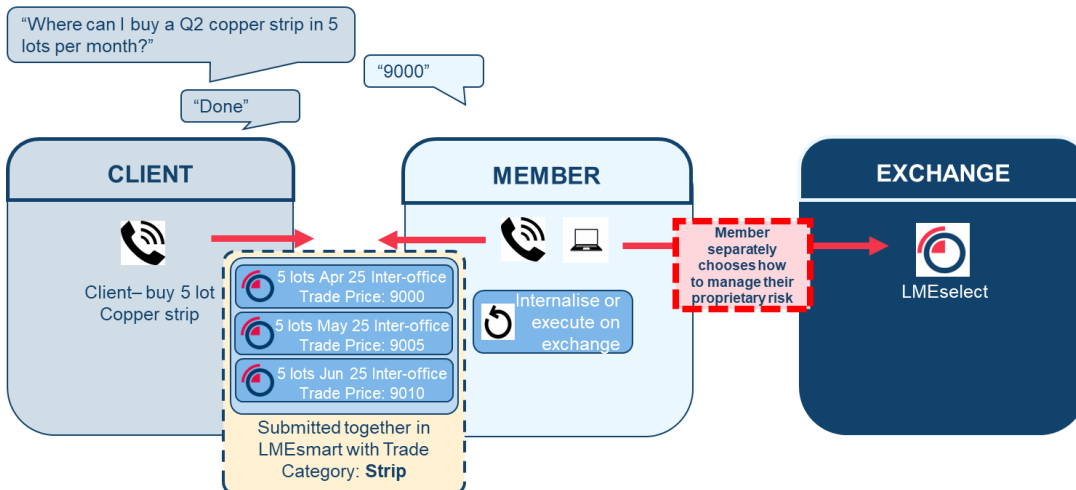 “Where can I buy a Q2 copper strip in 5
lots per month?”
“9000”
“Done”
CLIENT
MEMBER
EXCHANGE
Client– buy 5 lot
Copper strip
5 lots Apr 25 Inter-office
Trade Price: 9000
5 lots May 25 Inter-office
Trade Price: 9005
5 lots Jun 25 Inter-office
Trade Price: 9010
Submitted together in
LMEsmart with Trade
Category: Strip
Internalise or
execute on
exchange
Member
separately
chooses how
to manage their
proprietary risk
LMEselect